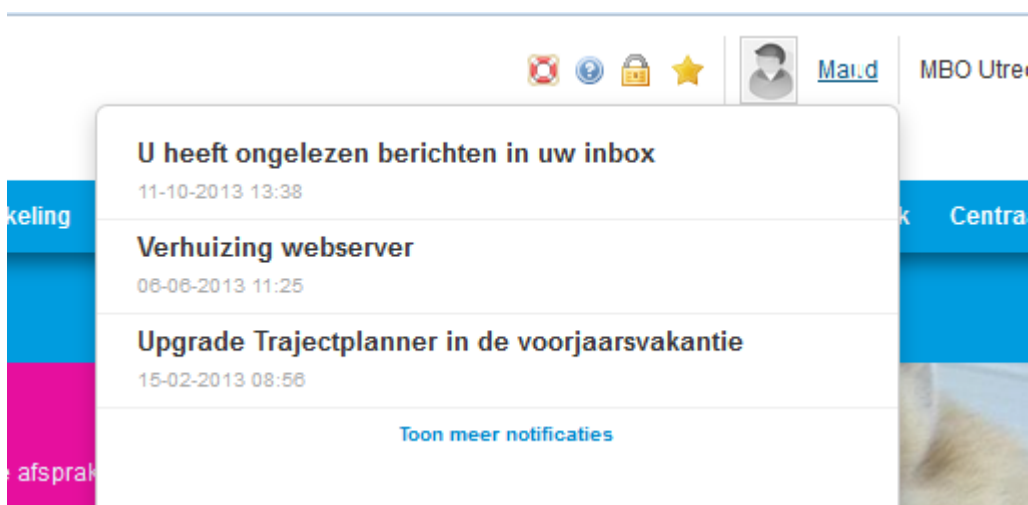 Maud
MBO Utre
U heeft ongelezen berichten in uw inbox
11-10-2013 13:38
keling
k
Centra
Verhuizing webserver
06-06-2013 11:25
Upgrade Trajectplanner in de voorjaarsvakantie
15-02-2013 08:56
Toon meer notificaties
e afsprak